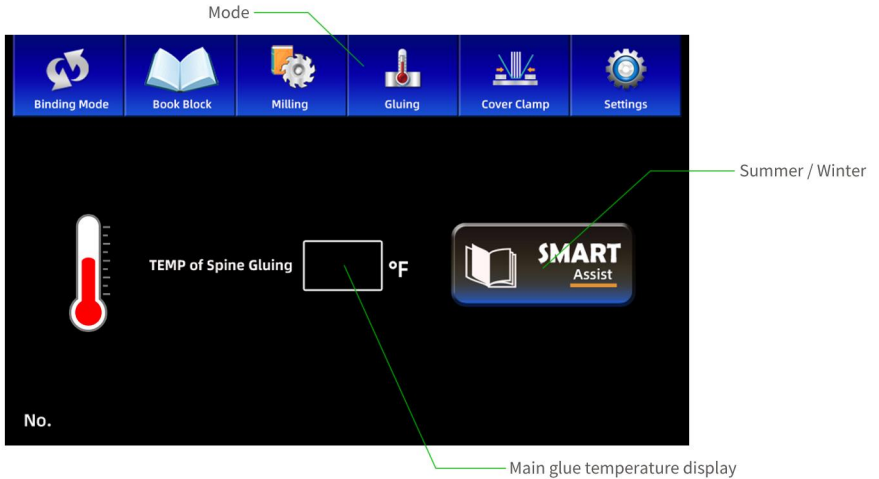 Mode
Binding Mode
Book Block
Milling
Gluing
Cover Clamp
Settings
Summer / Winter
TEMP of Spine Gluing
°F
SMART
Assist
No.
Main glue temperature display